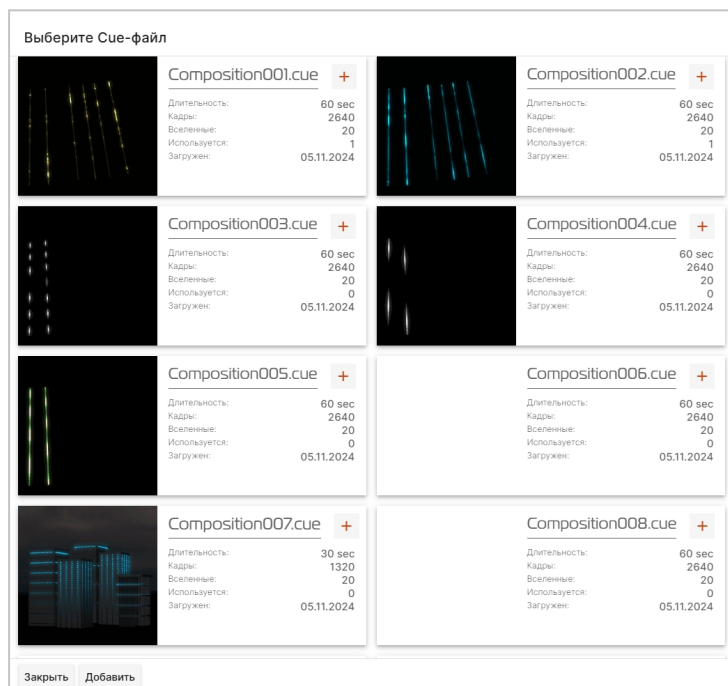 Выберите Cue-файл
Composition001.cue +
Длительность: 60 sec
Кадры: 2640
Вселенные: 20
Используется: 1
Загружен: 05.11.2024
Composition002.cue +
Длительность: 60 sec
Кадры: 2640
Вселенные: 20
Используется: 1
Загружен: 05.11.2024
Composition003.cue +
Длительность: 60 sec
Кадры: 2640
Вселенные: 20
Используется: 0
Загружен: 05.11.2024
Composition004.cue +
Длительность: 60 sec
Кадры: 2640
Вселенные: 20
Используется: 0
Загружен: 05.11.2024
Composition005.cue +
Длительность: 60 sec
Кадры: 2640
Вселенные: 20
Используется: 0
Загружен: 05.11.2024
Composition006.cue +
Длительность: 60 sec
Кадры: 2640
Вселенные: 20
Используется: 0
Загружен: 05.11.2024
Composition007.cue +
Длительность: 30 sec
Кадры: 1320
Вселенные: 20
Используется: 0
Загружен: 05.11.2024
Composition008.cue +
Длительность: 60 sec
Кадры: 2640
Вселенные: 20
Используется: 0
Загружен: 05.11.2024
Закрыть Добавить